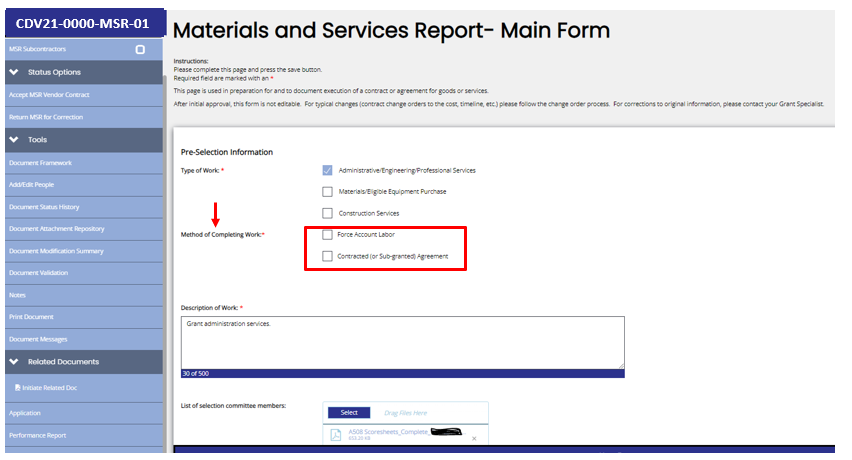 CDV21-0000-MSR-01
MSR Subcontractors
Status Options
Accept MSR Vendor Contract
Return MSR for Correction
Tools
Document Framework
Add/Edit People
Document Status History
Document Attachment Repository
Document Modification Summary
Document Validation
Notes
Print Document
Document Messages
Related Documents
Initiate Related Doc
Application
Performance Report
Materials and Services Report- Main Form
Instructions:
Please complete this page and press the save button.
Required field are marked with an *
This page is used in preparation for and to document execution of a contract or agreement for goods or services.
After initial approval, this form is not editable. For typical changes (contract change orders to the cost, timeline, etc.) please follow the change order process. For corrections to original information, please contact your Grant Specialist.
Pre-Selection Information
Type of Work: *
Administrative/Engineering/Professional Services
Materials/Eligible Equipment Purchase
Construction Services
Method of Completing Work:*
Force Account Labor
Contracted (or Sub-granted) Agreement
Description of Work: *
Grant administration services.
30 of 500
List of selection committee members:
Select
Drag Files Here
A508 Scoresheets_Complete_
653.20 KB